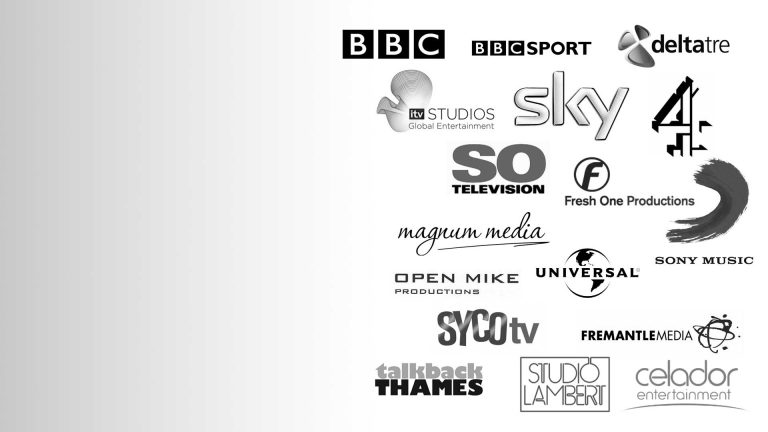 BBC
BBC SPORT
deltatre
itv STUDIOS
Global Entertainment
sky
4
SO
TELEVISION
F
Fresh One Productions
magnum media
SONY MUSIC
OPEN MIKE
PRODUCTIONS
UNIVERSAL®
SYCOtv
FREMANTLEMEDIA
talkback
THAMES
STUDIO
LAMBERT
celador
entertainment